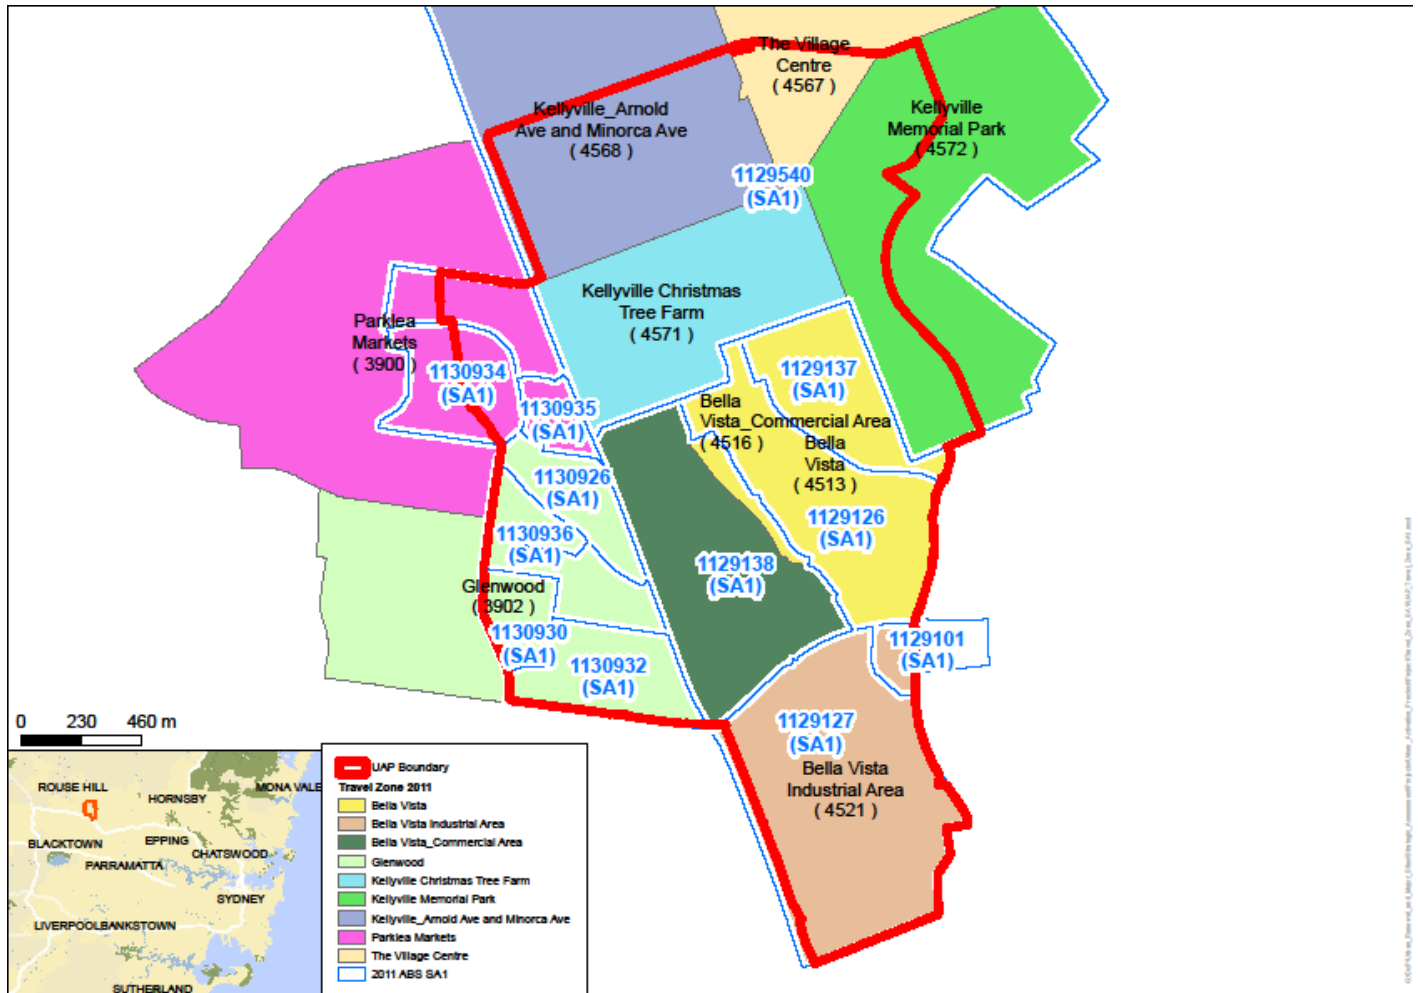 The Village
Centre
( 4567 )
Kellyville_Arnold
Ave and Minorca Ave
( 4568 )
Kellyville
Memorial Park
( 4572 )
1129540
(SA1)
Kellyville Christmas
Tree Farm
( 4571 )
Parklea
Markets
( 3900 )
1130934
(SA1)
1129137
(SA1)
1130935
(SA1)
Bella
Vista_Commercial Area
( 4516 )
Bella
Vista
( 4513 )
1130926
(SA1)
1129126
(SA1)
1130936
(SA1)
1129138
(SA1)
Glenwood
( 3902 )
1130930
(SA1)
1129101
(SA1)
1130932
(SA1)
1129127
(SA1)
Bella Vista
Industrial Area
( 4521 )
0 230 460 m
ROUSE HILL
HORNSBY
MONA VALE
BLACKTOWN
EPPING
CHATSWOOD
PARRAMATTA
SYDNEY
LIVERPOOL
BANKSTOWN
SUTHERLAND
UAP Boundary
Travel Zone 2011
Bella Vista
Bella Vista Industrial Area
Bella Vista_Commercial Area
Glenwood
Kellyville Christmas Tree Farm
Kellyville Memorial Park
Kellyville_Arnold Ave and Minorca Ave
Parklea Markets
The Village Centre
2011 ABS SA1